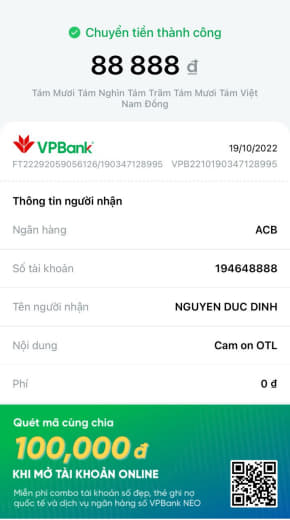 Chuyển tiền thành công
88 888 đ
Tám Mươi Tám Nghìn Tám Trăm Tám Mươi Tám Việt
Nam Đồng
VPBank
19/10/2022
FT22292059056126/190347128995
VPB2210190347128995
Thông tin người nhận
Ngân hàng ACB
Số tài khoản 194648888
Tên người nhận NGUYEN DUC DINH
Nội dung Cam on OTL
Phí 0 đ
Quét mã cùng chia
100,000 đ
KHI MỞ TÀI KHOẢN ONLINE
Miễn phí combo tài khoản số đẹp, thẻ ghi nợ
quốc tế và dịch vụ ngân hàng số VPBank NEO